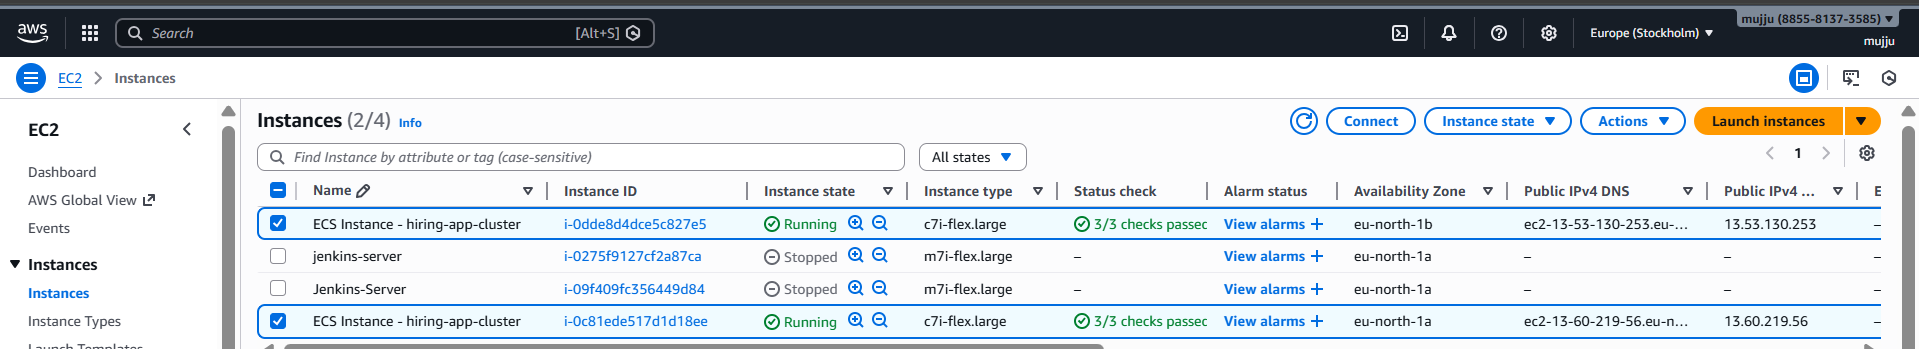 aws
Search
[Alt+S]
Europe (Stockholm)
mujju (8855-8137-3585)
mujju
EC2
Instances
EC2
Dashboard
AWS Global View
Events
Instances
Instances
Instance Types
Launch Templates
Instances (2/4) Info
Connect
Instance state
Actions
Launch instances
Find Instance by attribute or tag (case-sensitive)
All states
1
Name Instance ID Instance state Instance type Status check Alarm status Availability Zone Public IPv4 DNS Public IPv4 ... E
ECS Instance - hiring-app-cluster i-0dde8d4dce5c827e5 Running c7i-flex.large 3/3 checks passec View alarms + eu-north-1b ec2-13-53-130-253.eu-... 13.53.130.253 –
jenkins-server i-0275f9127cf2a87ca Stopped m7i-flex.large – View alarms + eu-north-1a – – –
Jenkins-Server i-09f409fc356449d84 Stopped m7i-flex.large – View alarms + eu-north-1a – – –
ECS Instance - hiring-app-cluster i-0c81ede517d1d18ee Running c7i-flex.large 3/3 checks passec View alarms + eu-north-1a ec2-13-60-219-56.eu-n... 13.60.219.56 –